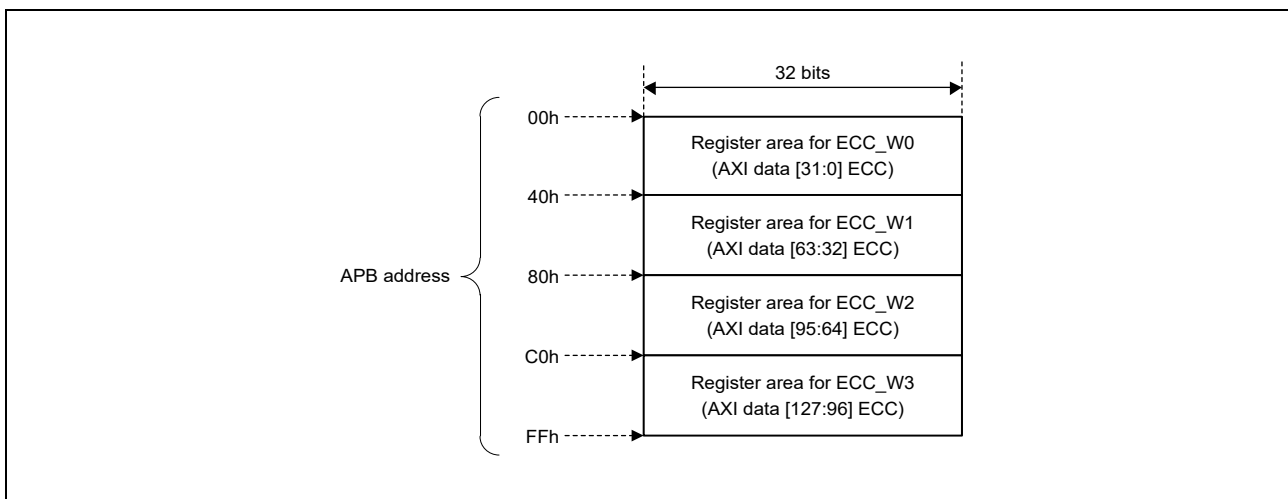 32 bits
00h
Register area for ECC_W0
(AXI data [31:0] ECC)
40h
Register area for ECC_W1
(AXI data [63:32] ECC)
APB address
80h
Register area for ECC_W2
(AXI data [95:64] ECC)
C0h
Register area for ECC_W3
(AXI data [127:96] ECC)
FFh